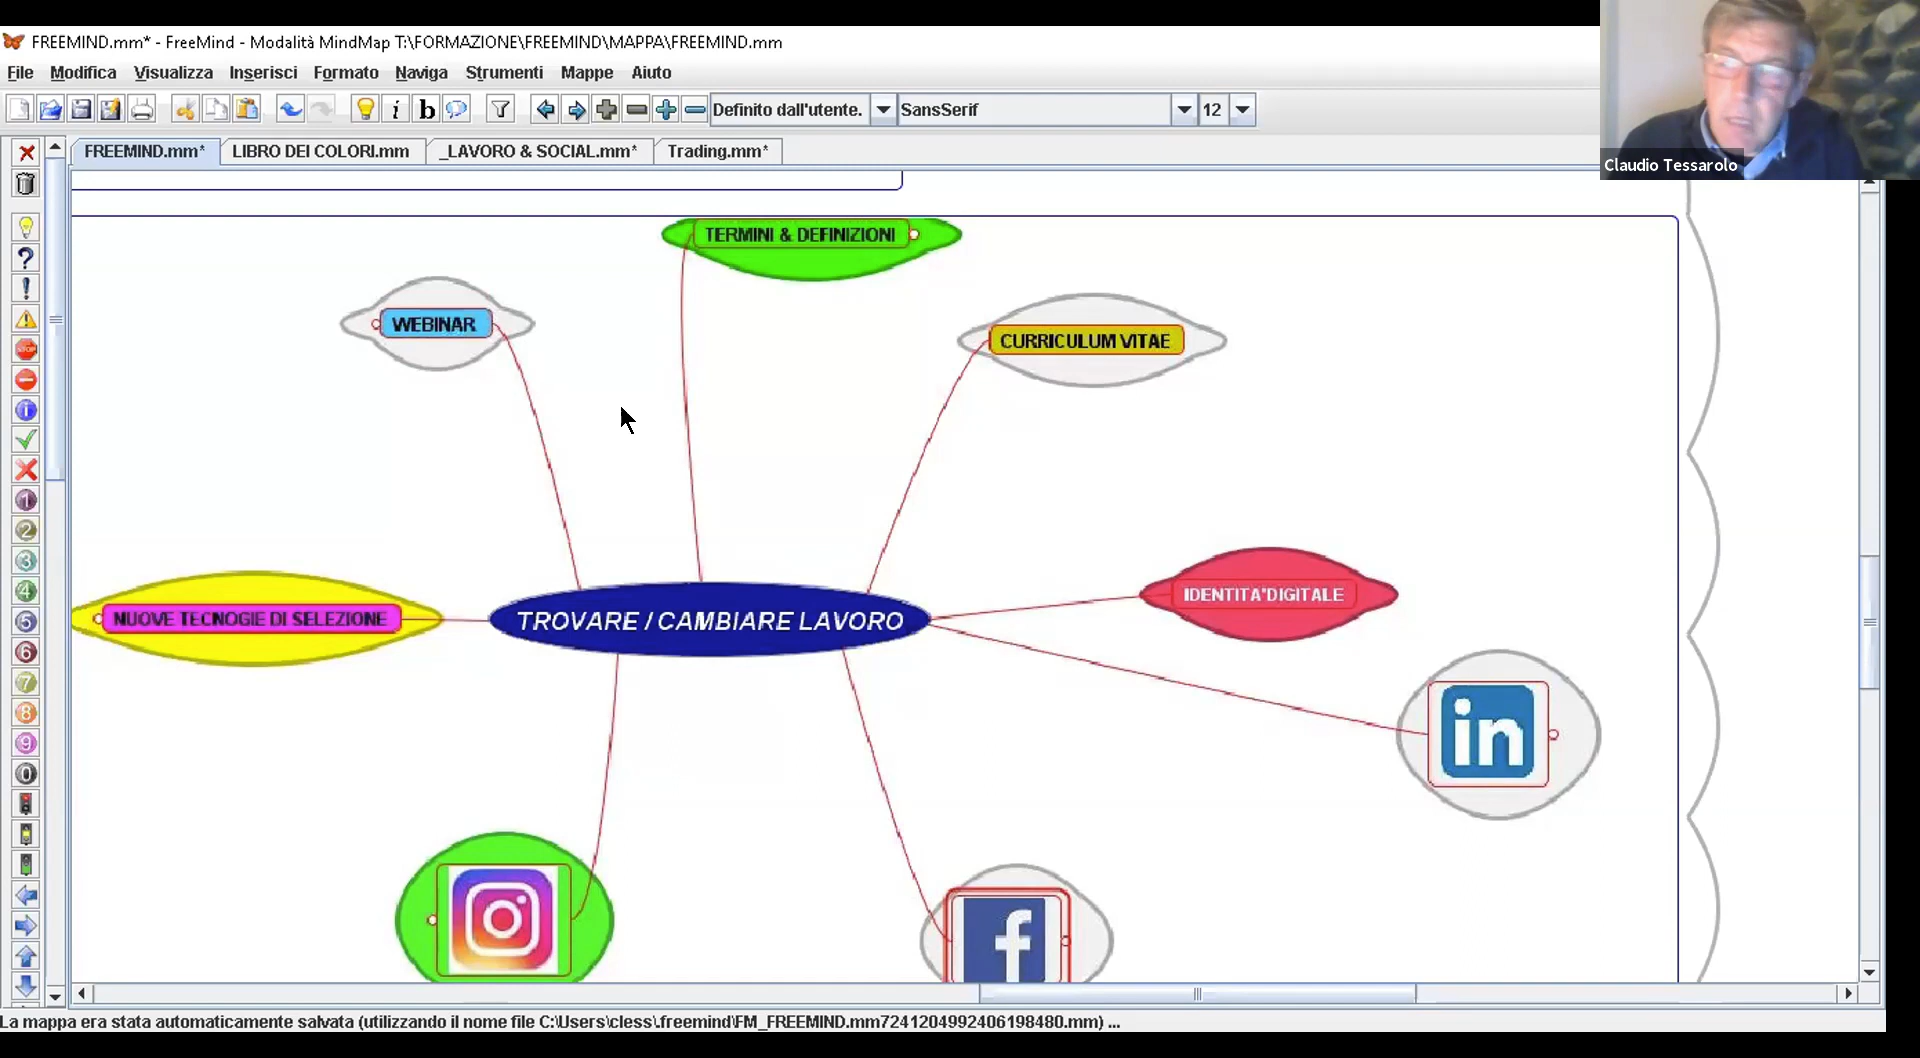 FREEMIND.mm* - FreeMind - Modalità MindMap T:\FORMAZIONE\FREEMIND\MAPPA\FREEMIND.mm
File Modifica Visualizza Inserisci Formato Naviga Strumenti Mappe Aiuto
Definito dall'utente. SansSerif 12
FREEMIND.mm* LIBRO DEI COLORI.mm _LAVORO & SOCIAL.mm* Trading.mm*
Claudio Tessarolo
TERMINI & DEFINIZIONI
WEBINAR
CURRICULUM VITAE
IDENTITA'DIGITALE
NUOVE TECNOGIE DI SELEZIONE
TROVARE / CAMBIARE LAVORO
in
f
La mappa era stata automaticamente salvata (utilizzando il nome file C:\Users\cless\.freemind\FM_FREEMIND.mm7241204992406198480.mm) ...